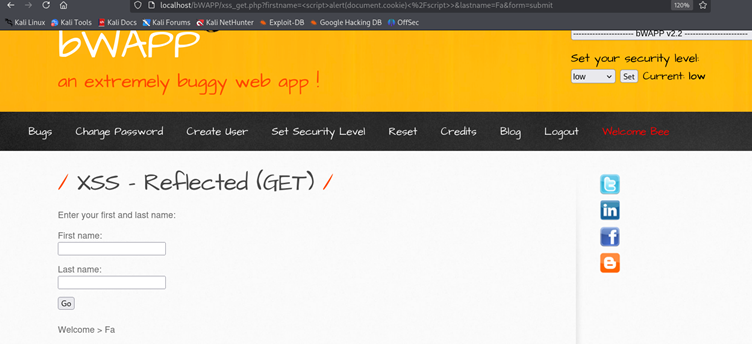 localhost/bWAPP/xss_get.php?firstname=<script>alert(document.cookie)<%2Fscript>>&lastname=Fa&form=submit
120%
Kali Linux Kali Tools Kali Docs Kali Forums Kali NetHunter Exploit-DB Google Hacking DB OffSec
bWAPP
an extremely buggy web app !
-------------------- bWAPP v2.2 --------------------
Set your security level:
low Set Current: low
Bugs Change Password Create User Set Security Level Reset Credits Blog Logout Welcome Bee
/ XSS - Reflected (GET) /
Enter your first and last name:
First name:
Last name:
Go
Welcome > Fa